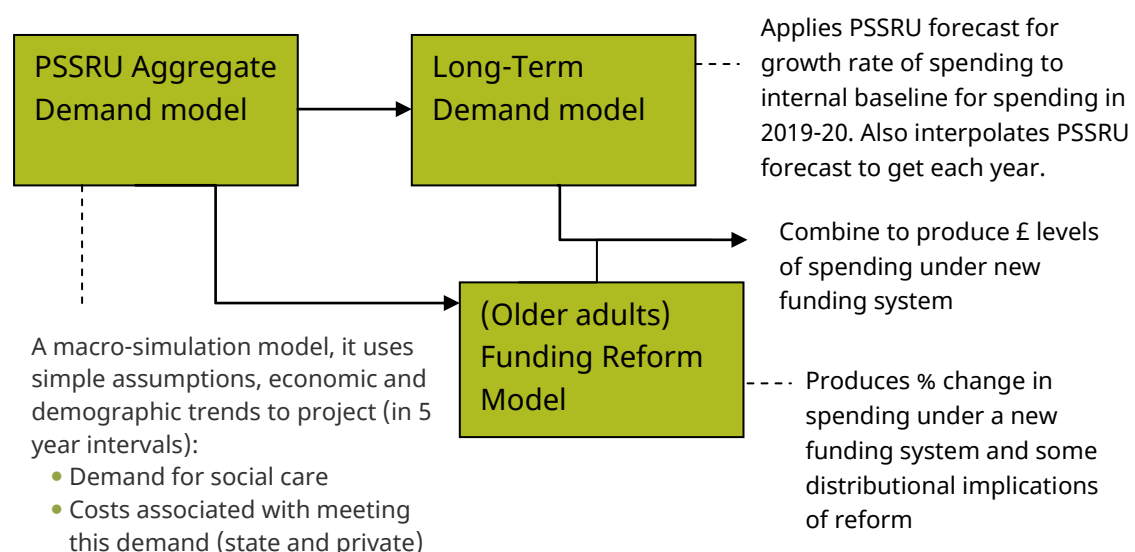 PSSRU Aggregate
Demand model
Long-Term
Demand model
Applies PSSRU forecast for
growth rate of spending to
internal baseline for spending in
2019-20. Also interpolates PSSRU
forecast to get each year.
Combine to produce £ levels
of spending under new
funding system
(Older adults)
Funding Reform
Model
A macro-simulation model, it uses
simple assumptions, economic and
demographic trends to project (in 5
year intervals):
• Demand for social care
• Costs associated with meeting
this demand (state and private)
Produces % change in
spending under a new
funding system and some
distributional implications
of reform